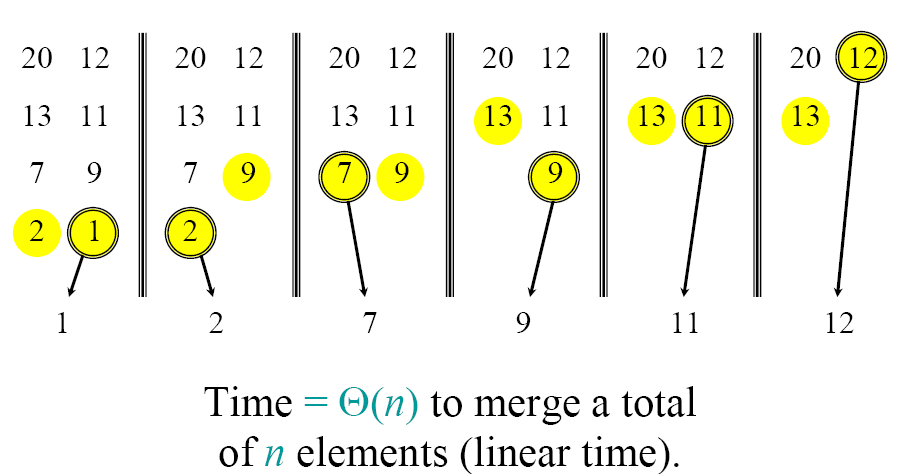 20 12 20 12 20 12 20 12 20 12 20 12
13 11 13 11 13 11 13 11 13 11 13
7 9 7 9 7 9 9
2 1 2
1 2 7 9 11 12
Time = Θ(n) to merge a total
of n elements (linear time).